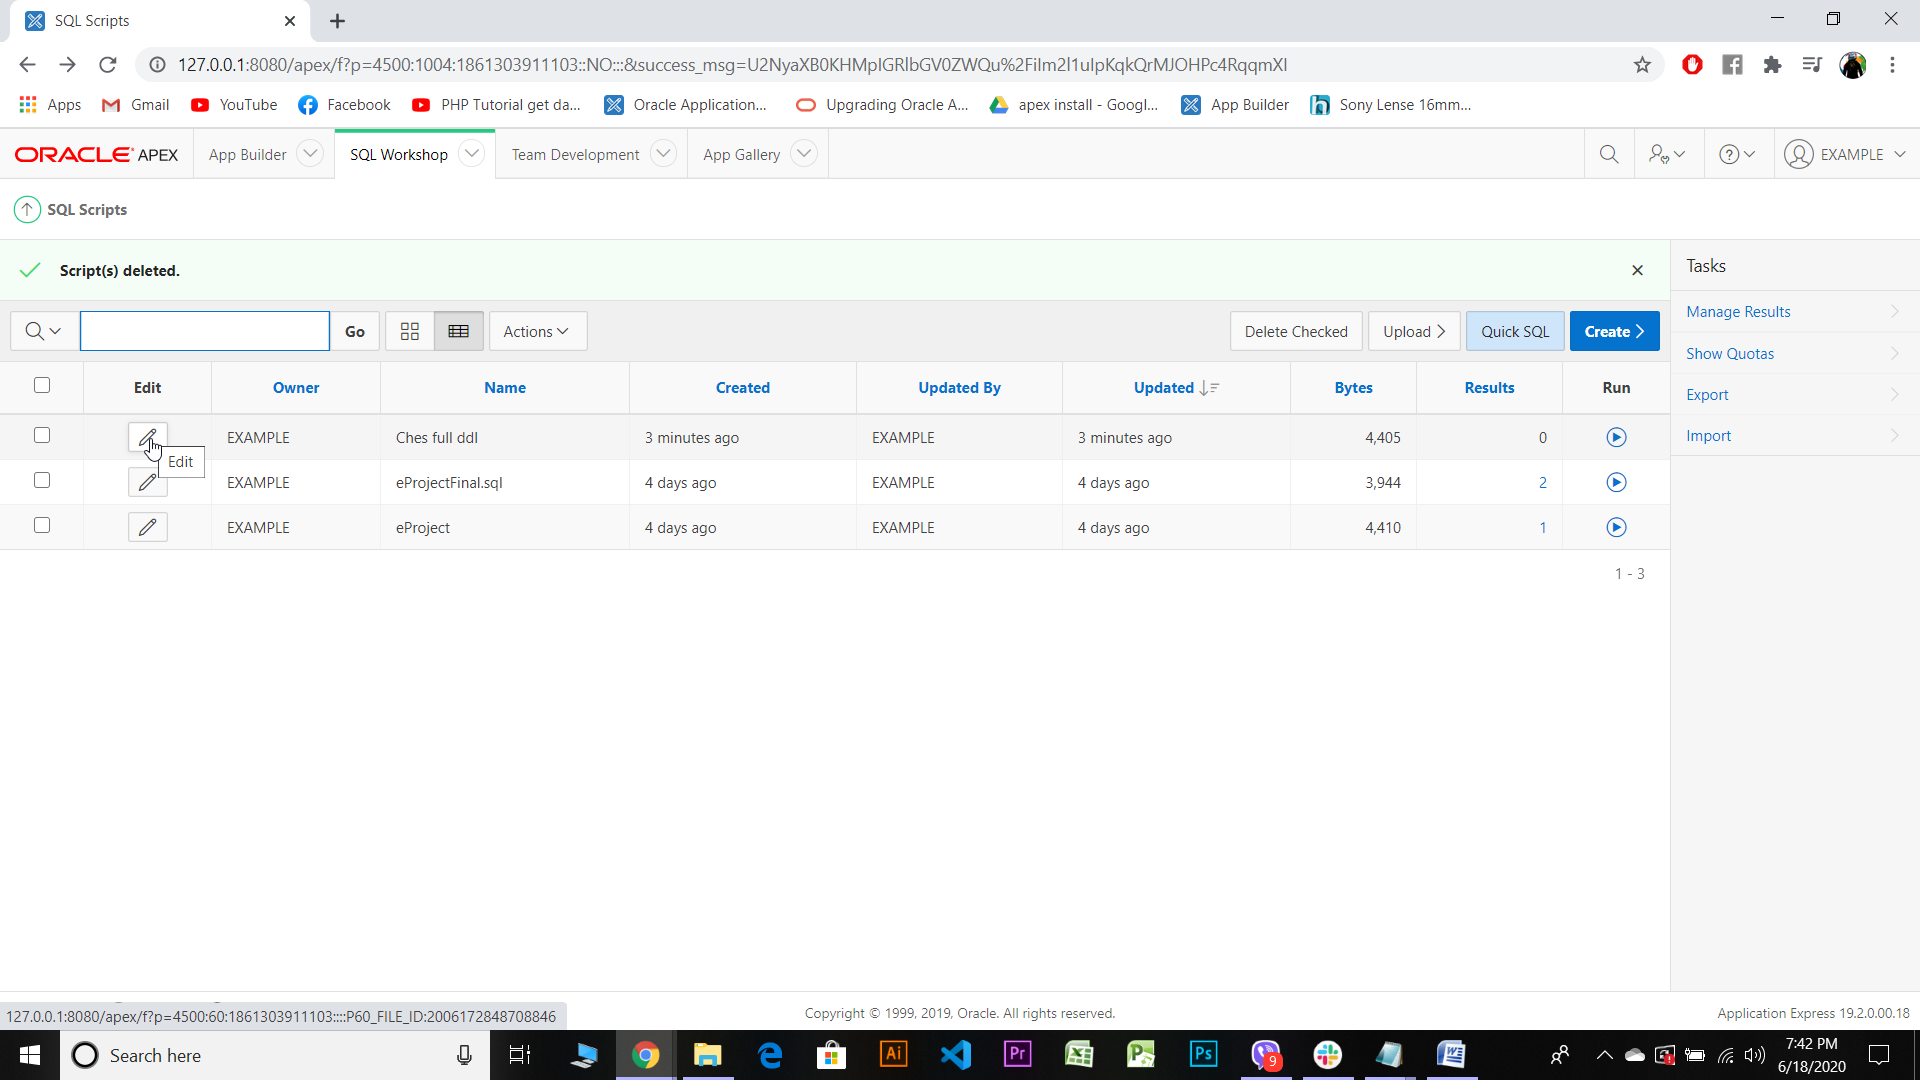 SQL Scripts
127.0.0.1:8080/apex/f?p=4500:1004:1861303911103::NO:::&success_msg=U2NyaXB0KHMpIGRlbGV0ZWQu%2FiIm2l1uIpKqkQrMJOHPc4RqqmXI
Apps Gmail YouTube Facebook PHP Tutorial get da... Oracle Application... Upgrading Oracle A... apex install - Googl... App Builder Sony Lense 16mm...
ORACLE APEX App Builder SQL Workshop Team Development App Gallery EXAMPLE
SQL Scripts
Script(s) deleted.
Tasks
Go Actions Delete Checked Upload Quick SQL Create
Manage Results
Show Quotas
Export
Import
Edit Owner Name Created Updated By Updated Bytes Results Run
EXAMPLE Ches full ddl 3 minutes ago EXAMPLE 3 minutes ago 4,405 0
Edit
EXAMPLE eProjectFinal.sql 4 days ago EXAMPLE 4 days ago 3,944 2
EXAMPLE eProject 4 days ago EXAMPLE 4 days ago 4,410 1
1 - 3
127.0.0.1:8080/apex/f?p=4500:60:1861303911103::::P60_FILE_ID:2006172848708846
Copyright © 1999, 2019, Oracle. All rights reserved.
Application Express 19.2.0.00.18
Search here
Ai
Pr
Ps
9
7:42 PM
6/18/2020